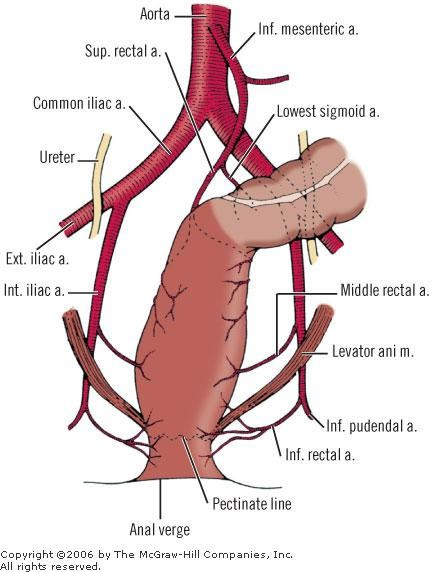 Aorta
Inf. mesenteric a.
Sup. rectal a.
Common iliac a.
Lowest sigmoid a.
Ureter
Ext. iliac a.
Int. iliac a.
Middle rectal a.
Levator ani m.
Inf. pudendal a.
Inf. rectal a.
Pectinate line
Anal verge
Copyright ©2006 by The McGraw-Hill Companies, Inc.
All rights reserved.